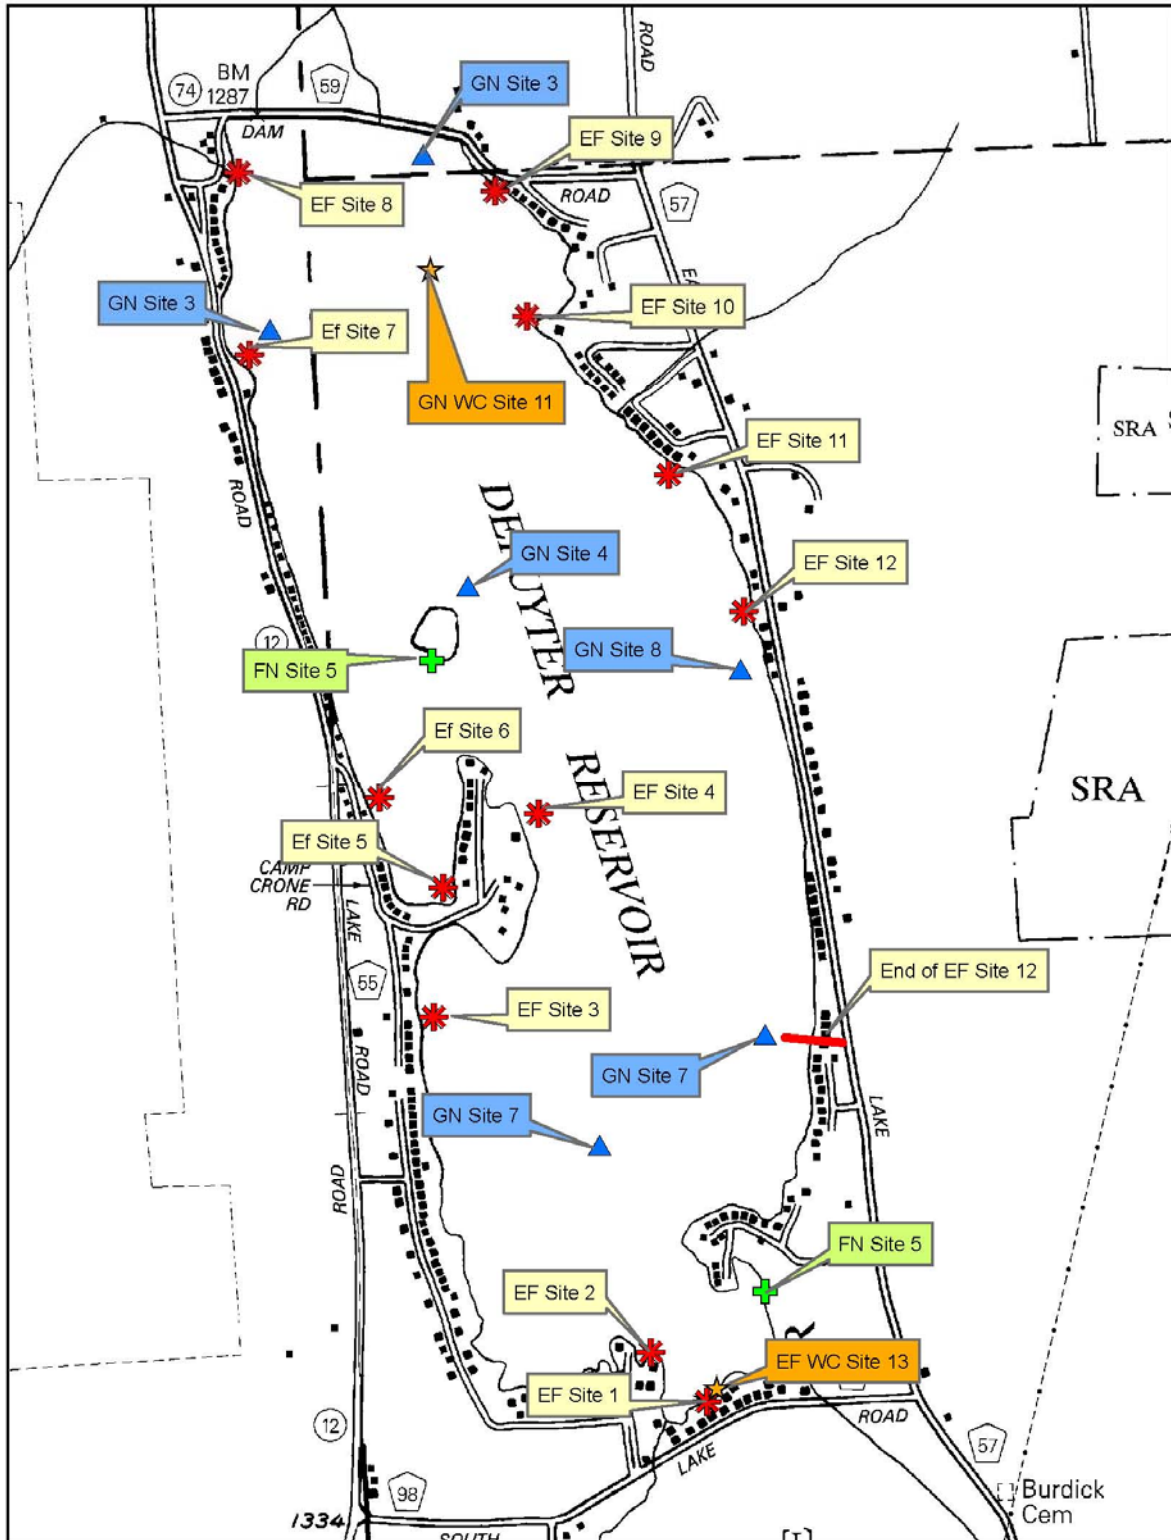 ROAD
BM
1287
74
59
GN Site 3
DAM
EF Site 9
EF Site 8
ROAD
57
GN Site 3
Ef Site 7
EF Site 10
GN WC Site 11
SRA
EF Site 11
ROAD
DERUYTER
GN Site 4
EF Site 12
12
FN Site 5
GN Site 8
Ef Site 6
RESERVOIR
EF Site 4
SRA
Ef Site 5
CAMP
CRONE
RD
LAKE
End of EF Site 12
55
EF Site 3
ROAD
GN Site 7
GN Site 7
LAKE
ROAD
FN Site 5
EF Site 2
R
EF WC Site 13
EF Site 1
ROAD
12
LAKE
57
98
Burdick
Cem
1334
SOUTH